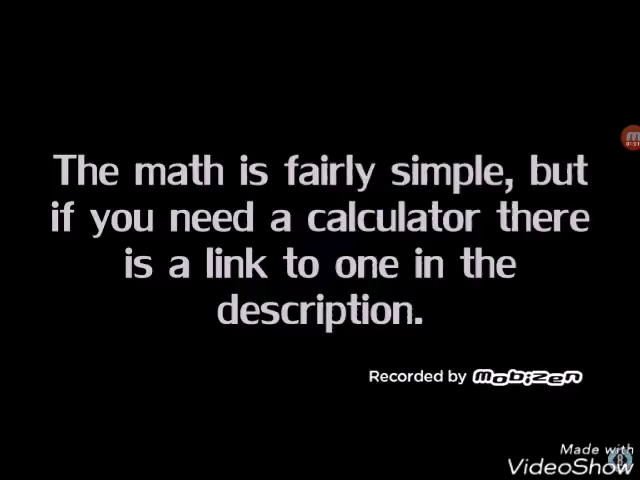 The math is fairly simple, but
if you need a calculator there
is a link to one in the
description.
Recorded by mobizen
Made with
VideoShow